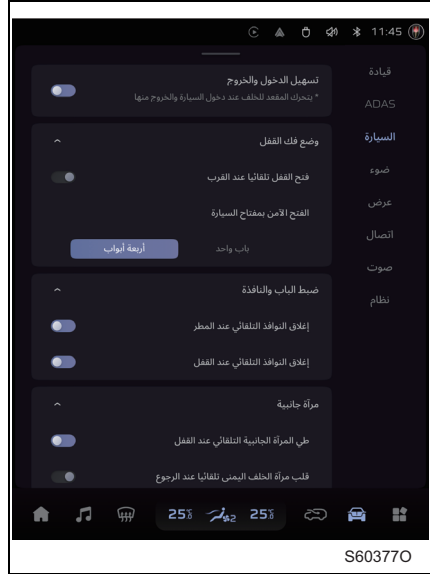 11:45
قيادة
ADAS
السيارة
ضوء
عرض
اتصال
صوت
نظام
تسهيل الدخول والخروج
* يتحرك المقعد للخلف عند دخول السيارة والخروج منها
وضع فك القفل
فتح القفل تلقائيا عند القرب
الفتح الآمن بمفتاح السيارة
باب واحد
أربعة أبواب
ضبط الباب والنافذة
إغلاق النوافذ التلقائي عند المطر
إغلاق النوافذ التلقائي عند القفل
مرآة جانبية
طي المرآة الجانبية التلقائي عند القفل
قلب مرآة الخلف اليمنى تلقائيا عند الرجوع
25 2 25
S60377O